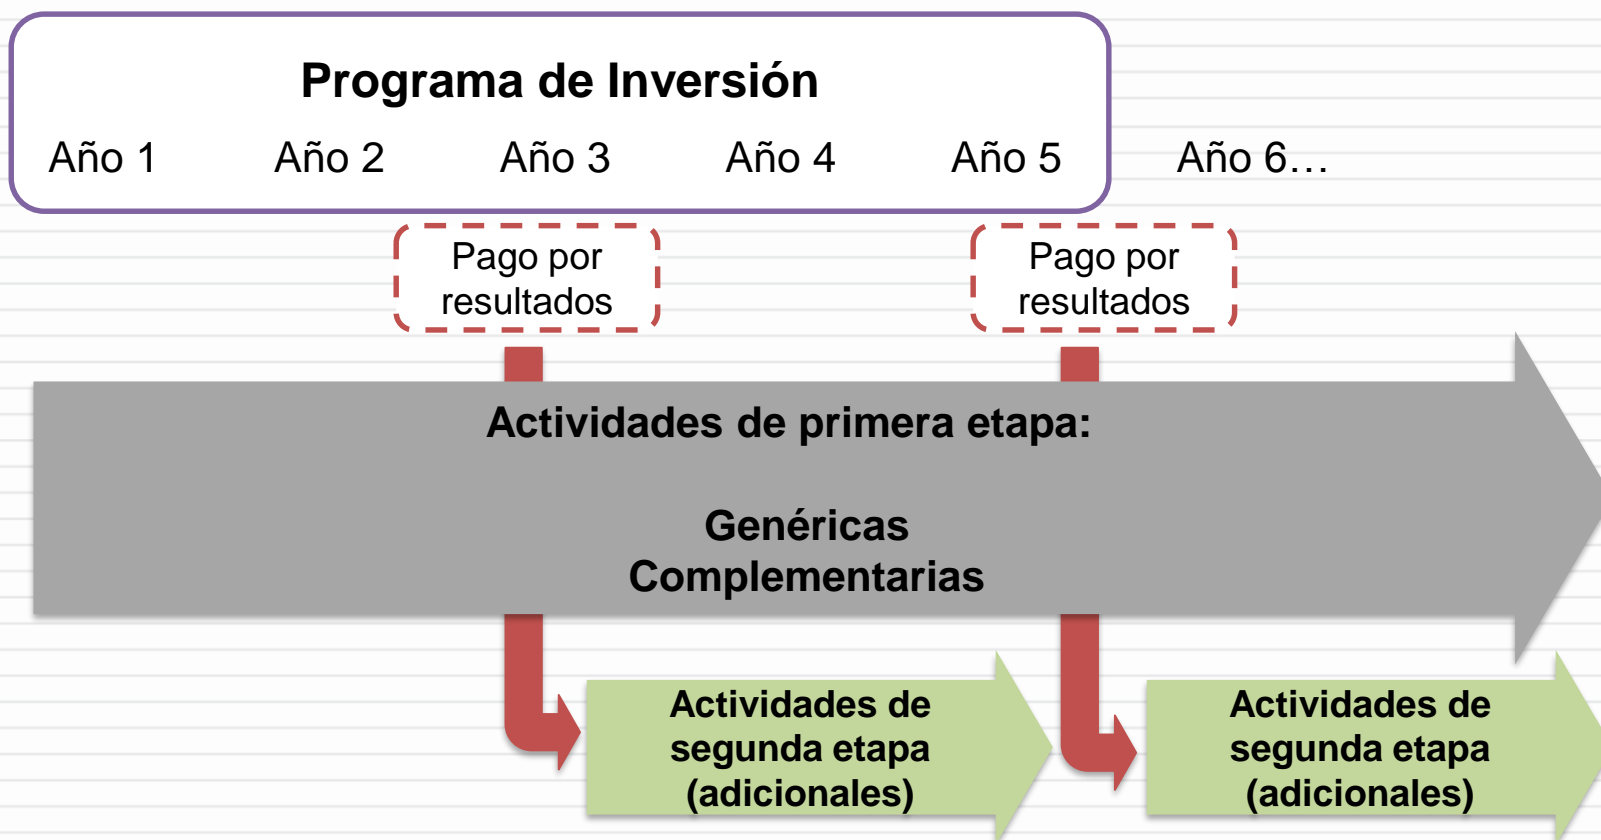 Programa de Inversión
Año 1 Año 2 Año 3 Año 4 Año 5 Año 6…
Pago por
resultados
Pago por
resultados
Actividades de primera etapa:
Genéricas
Complementarias
Actividades de
segunda etapa
(adicionales)
Actividades de
segunda etapa
(adicionales)